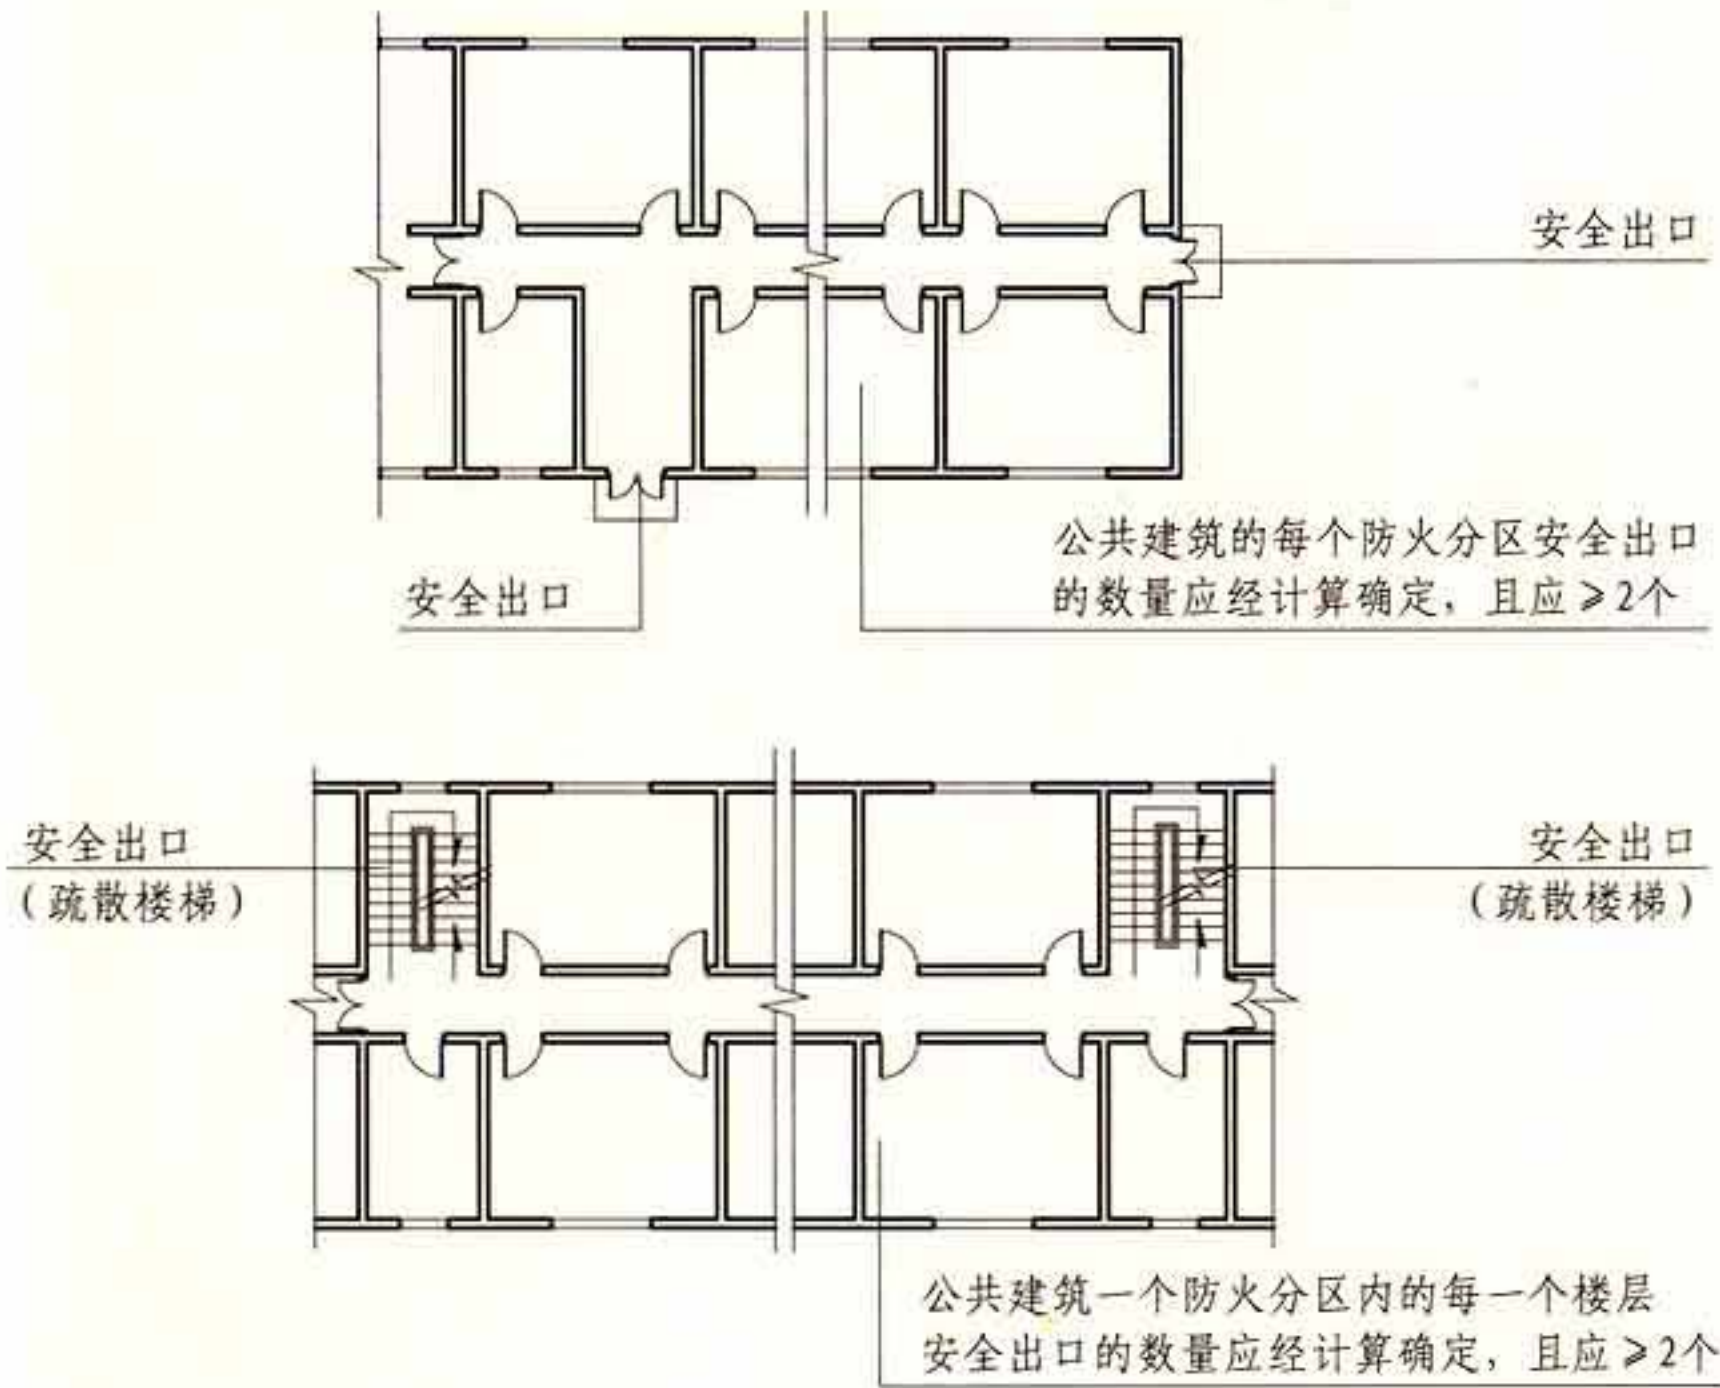 安全出口
公共建筑的每个防火分区安全出口
的数量应经计算确定，且应≥2个
安全出口
安全出口
（疏散楼梯）
安全出口
（疏散楼梯）
公共建筑一个防火分区内的每一个楼层
安全出口的数量应经计算确定，且应≥2个